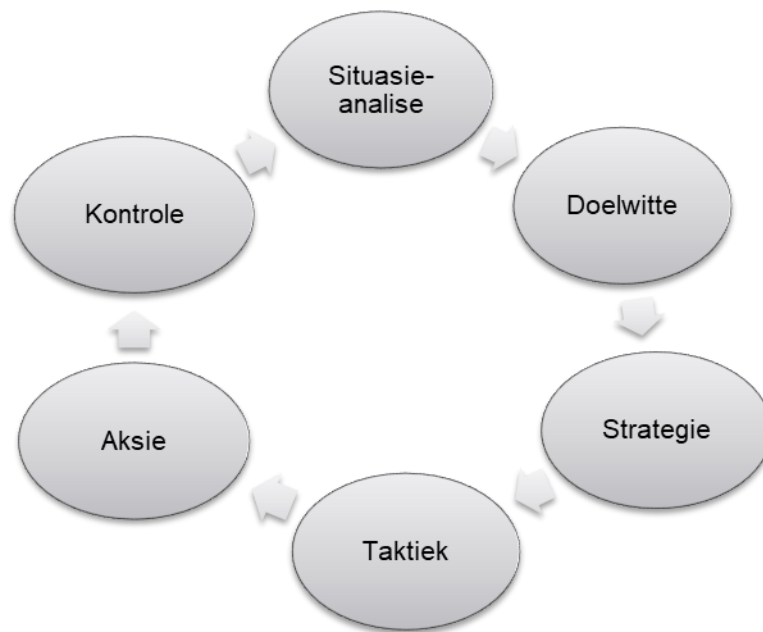 Situasie-
analise
Doelwitte
Strategie
Taktiek
Aksie
Kontrole